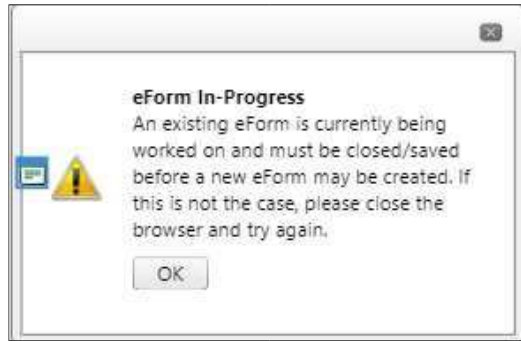 eForm In-Progress
An existing eForm is currently being
worked on and must be closed/saved
before a new eForm may be created. If
this is not the case, please close the
browser and try again.
OK